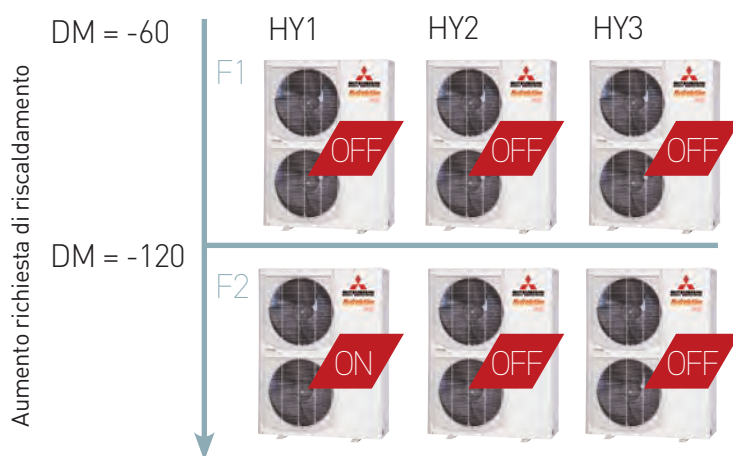 DM = -60
HY1
HY2
HY3
F1
OFF
OFF
OFF
Aumento richiesta di riscaldamento
DM = -120
F2
ON
OFF
OFF